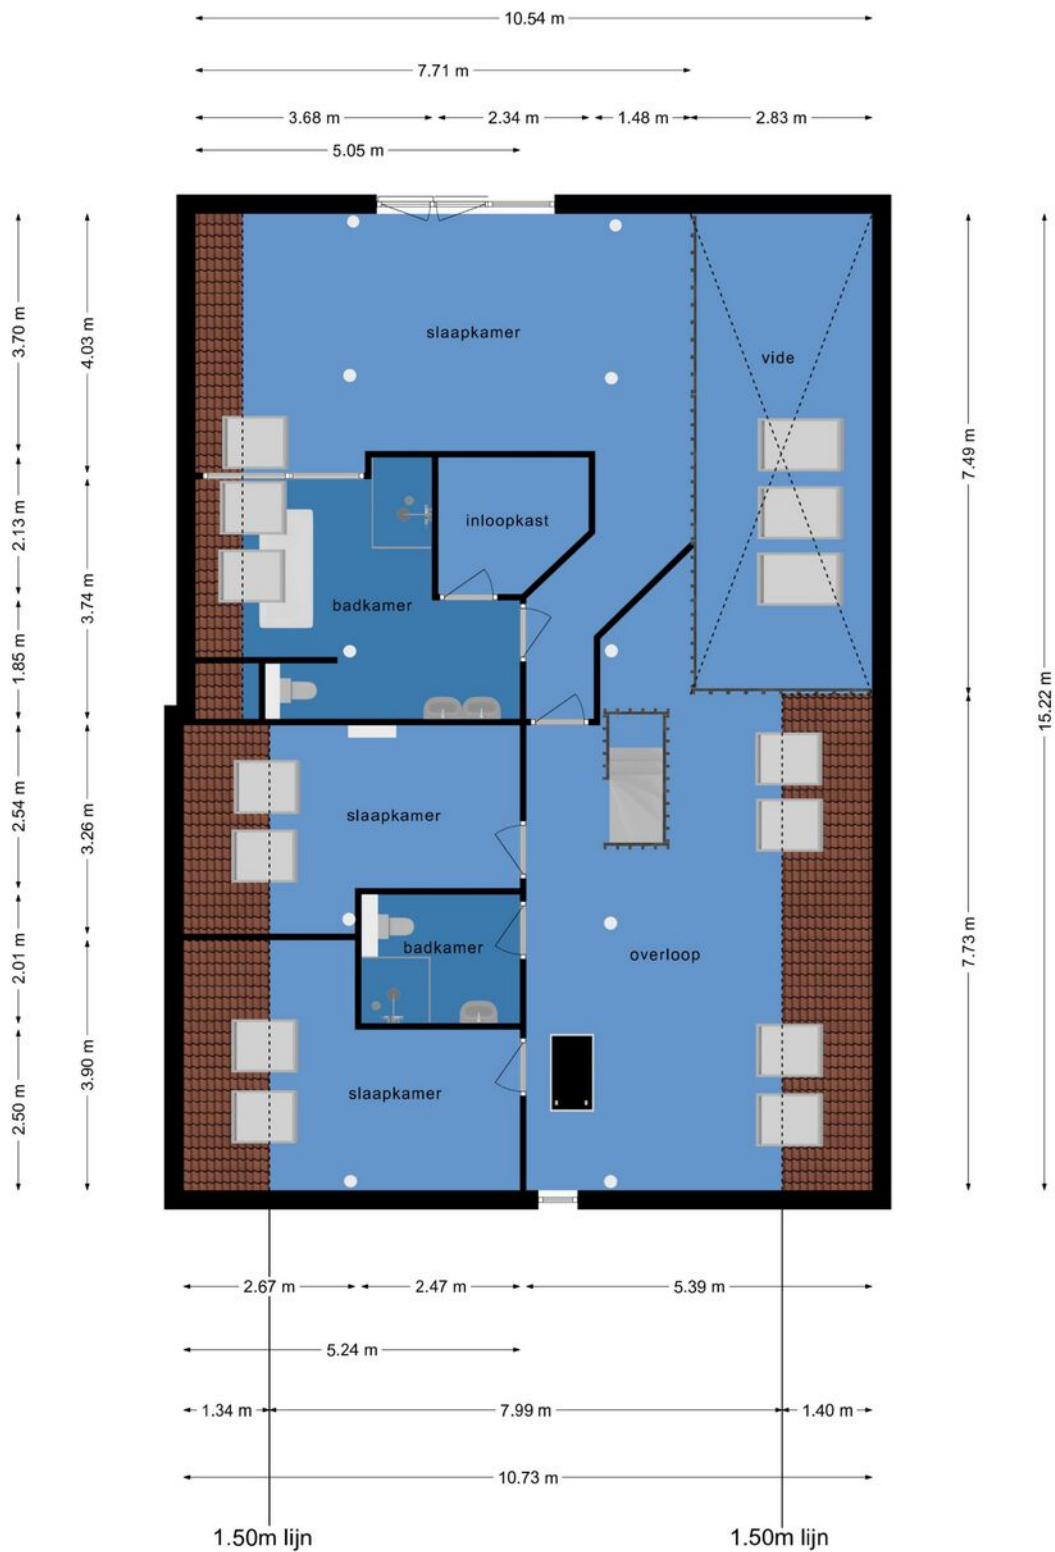 10.54 m
7.71 m
3.68 m 2.34 m 1.48 m 2.83 m
5.05 m
3.70 m
4.03 m
slaapkamer
vide
7.49 m
2.13 m
inloopkast
3.74 m
badkamer
1.85 m
15.22 m
2.54 m
3.26 m
slaapkamer
2.01 m
badkamer
overloop
7.73 m
3.90 m
2.50 m
slaapkamer
2.67 m 2.47 m 5.39 m
5.24 m
1.34 m 7.99 m 1.40 m
10.73 m
1.50m lijn 1.50m lijn